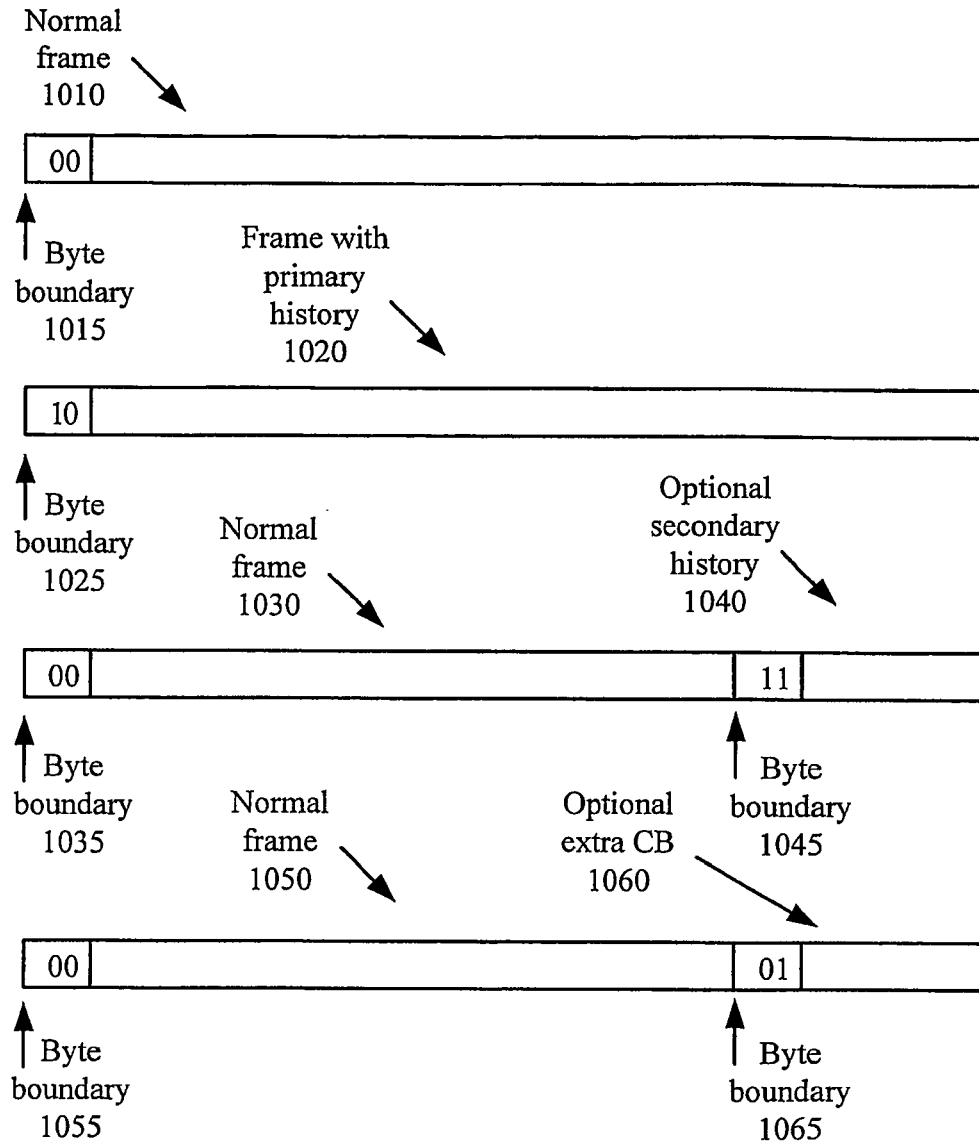 Normal
frame
1010
00
Byte
boundary
1015
Frame with
primary
history
1020
10
Byte
boundary
1025
Normal
frame
1030
Optional
secondary
history
1040
00
11
Byte
boundary
1035
Byte
boundary
1045
Normal
frame
1050
Optional
extra CB
1060
00
01
Byte
boundary
1055
Byte
boundary
1065